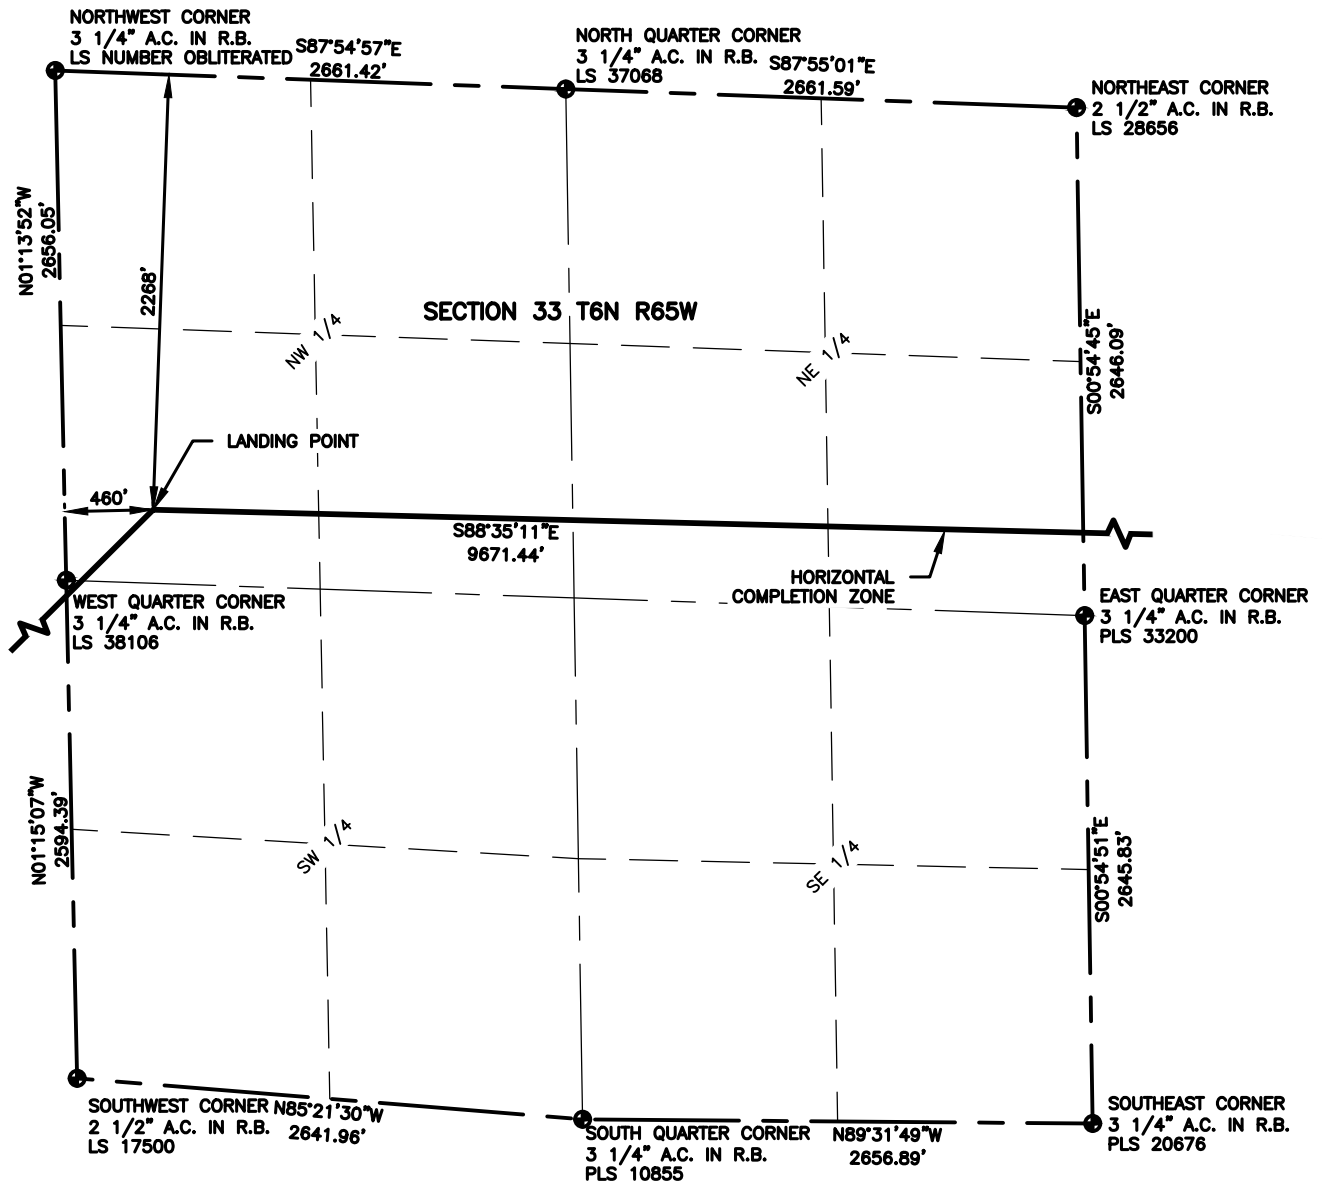 NORTHWEST CORNER
3 1/4" A.C. IN R.B.
LS NUMBER OBLITERATED
S87°54'57"E
2661.42'
NORTH QUARTER CORNER
3 1/4" A.C. IN R.B.
LS 37068
S87°55'01"E
2661.59'
NORTHEAST CORNER
2 1/2" A.C. IN R.B.
LS 28656
N01°13'52"W
2656.05'
2268'
SECTION 33 T6N R65W
NW 1/4
NE 1/4
S00°54'45"E
2646.09'
LANDING POINT
460'
S88°35'11"E
9671.44'
HORIZONTAL
COMPLETION ZONE
WEST QUARTER CORNER
3 1/4" A.C. IN R.B.
LS 38106
EAST QUARTER CORNER
3 1/4" A.C. IN R.B.
PLS 33200
N01°15'07"W
2594.39'
SW 1/4
SE 1/4
S00°54'51"E
2645.83'
SOUTHWEST CORNER
2 1/2" A.C. IN R.B.
LS 17500
N85°21'30"W
2641.96'
SOUTH QUARTER CORNER
3 1/4" A.C. IN R.B.
PLS 10855
N89°31'49"W
2656.89'
SOUTHEAST CORNER
3 1/4" A.C. IN R.B.
PLS 20676